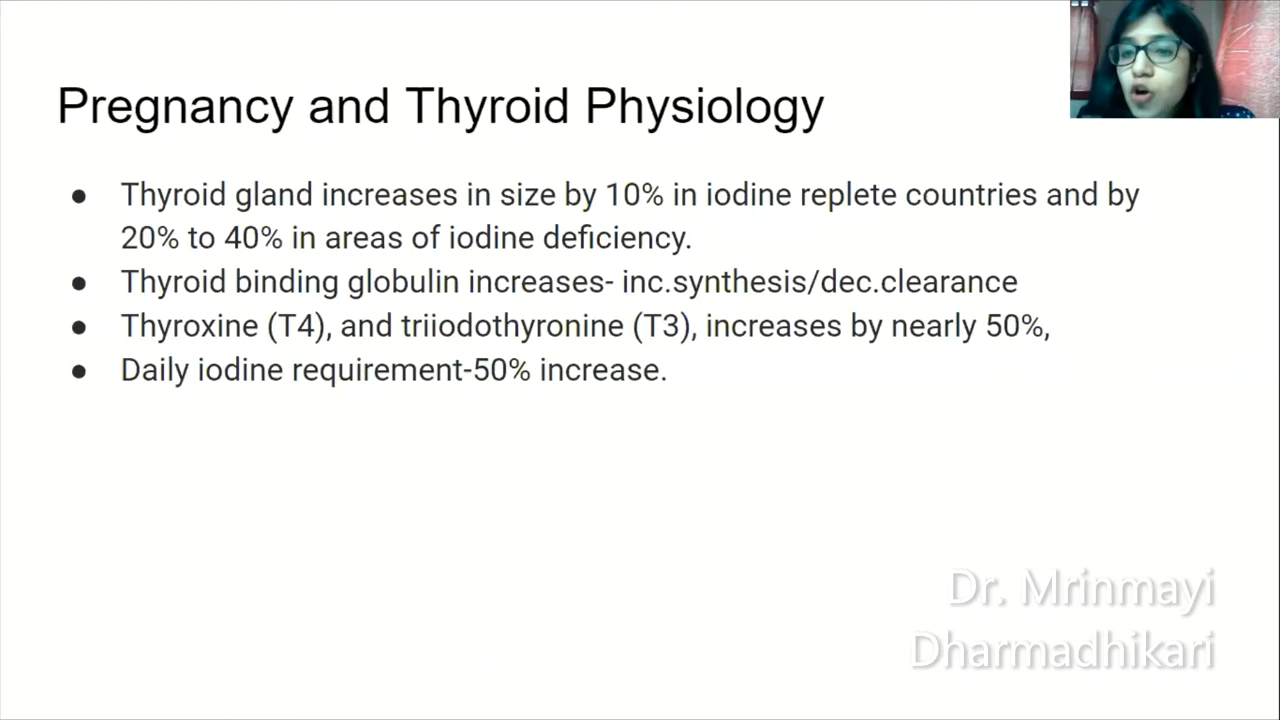 Pregnancy and Thyroid Physiology
● Thyroid gland increases in size by 10% in iodine replete countries and by
20% to 40% in areas of iodine deficiency.
● Thyroid binding globulin increases- inc.synthesis/dec.clearance
● Thyroxine (T4), and triiodothyronine (T3), increases by nearly 50%,
● Daily iodine requirement-50% increase.
Dr. Mrinmayi
Dharmadhikari